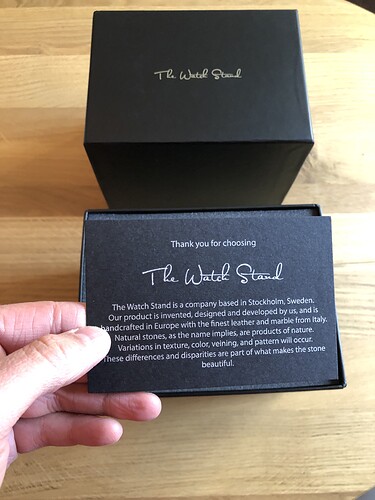 The Watch Stand
Thank you for choosing
The Watch Stand
The Watch Stand is a company based in Stockholm, Sweden.
Our product is invented, designed and developed by us, and is
handcrafted in Europe with the finest leather and marble from Italy.
Natural stones, as the name implies, are products of nature.
Variations in texture, color, veining, and pattern will occur.
These differences and disparities are part of what makes the stone
beautiful.